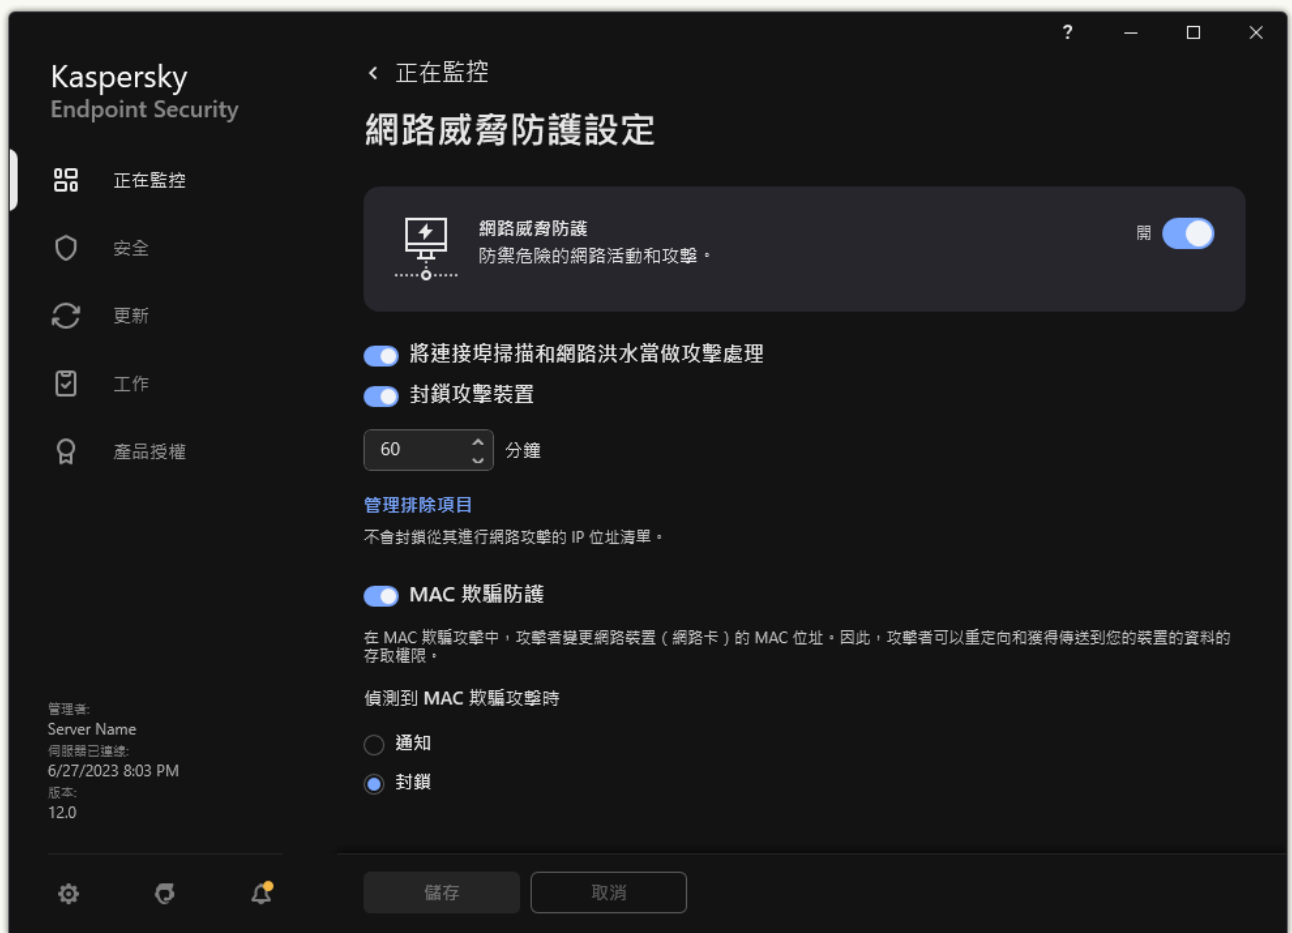 ?
Kaspersky
Endpoint Security
正在監控
安全
更新
工作
產品授權
管理者:
Server Name
伺服器已連線:
6/27/2023 8:03 PM
版本:
12.0
正在監控
網路威脅防護設定
網路威脅防護
防禦危險的網路活動和攻擊。
開
將連接埠掃描和網路洪水當做攻擊處理
封鎖攻擊裝置
60 分鐘
管理排除項目
不會封鎖從其進行網路攻擊的 IP 位址清單。
MAC 欺騙防護
在 MAC 欺騙攻擊中，攻擊者變更網路裝置（網路卡）的 MAC 位址。因此，攻擊者可以重定向和獲得傳送到您的裝置的資料的
存取權限。
偵測到 MAC 欺騙攻擊時
通知
封鎖
儲存
取消